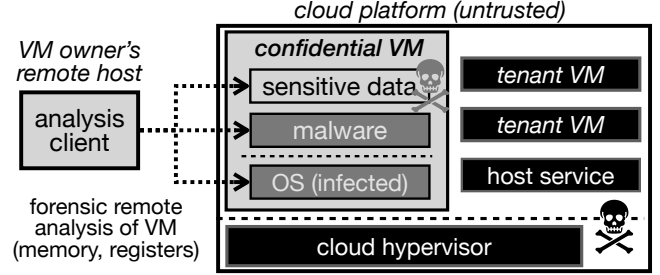 cloud platform (untrusted)
VM owner's
remote host
analysis
client
forensic remote
analysis of VM
(memory, registers)
confidential VM
sensitive data
malware
OS (infected)
tenant VM
tenant VM
host service
cloud hypervisor